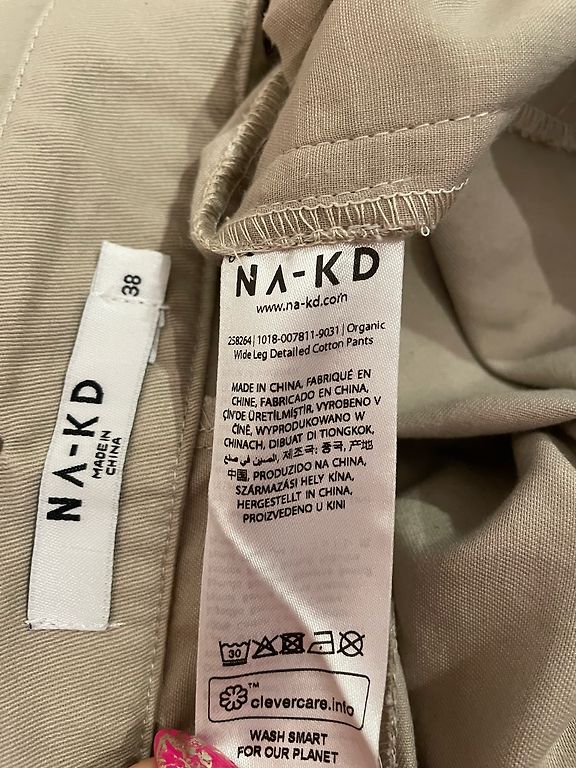 38
NA-KD
MADE IN
CHINA
NA-KD
www.na-kd.com
258264 | 1018-007811-9031 | Organic
Wide Leg Detailed Cotton Pants
MADE IN CHINA, FABRIQUÉ EN
CHINE, FABRICADO EN CHINA,
ÇİN'DE ÜRETİLMİŞTİR, VYROBENO V
ČÍNĚ, WYPRODUKOWANO W
CHINACH, DIBUAT DI TIONGKOK,
صنع في الصين, 제조국: 중국, 产地
中国, PRODUZIDO NA CHINA,
SZÁRMAZÁSI HELY KÍNA,
HERGESTELLT IN CHINA,
PROIZVEDENO U KINI
30
™
clevercare.info
WASH SMART
FOR OUR PLANET